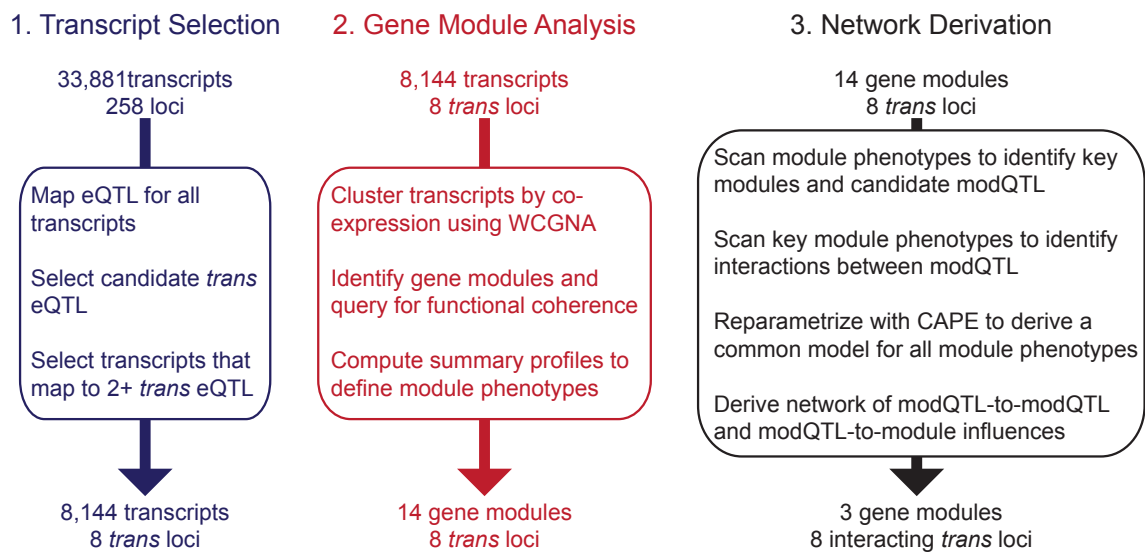 1. Transcript Selection
33,881transcripts
258 loci
Map eQTL for all
transcripts
Select candidate trans
eQTL
Select transcripts that
map to 2+ trans eQTL
8,144 transcripts
8 trans loci
2. Gene Module Analysis
8,144 transcripts
8 trans loci
Cluster transcripts by co-
expression using WCGNA
Identify gene modules and
query for functional coherence
Compute summary profiles to
define module phenotypes
14 gene modules
8 trans loci
3. Network Derivation
14 gene modules
8 trans loci
Scan module phenotypes to identify key
modules and candidate modQTL
Scan key module phenotypes to identify
interactions between modQTL
Reparametrize with CAPE to derive a
common model for all module phenotypes
Derive network of modQTL-to-modQTL
and modQTL-to-module influences
3 gene modules
8 interacting trans loci